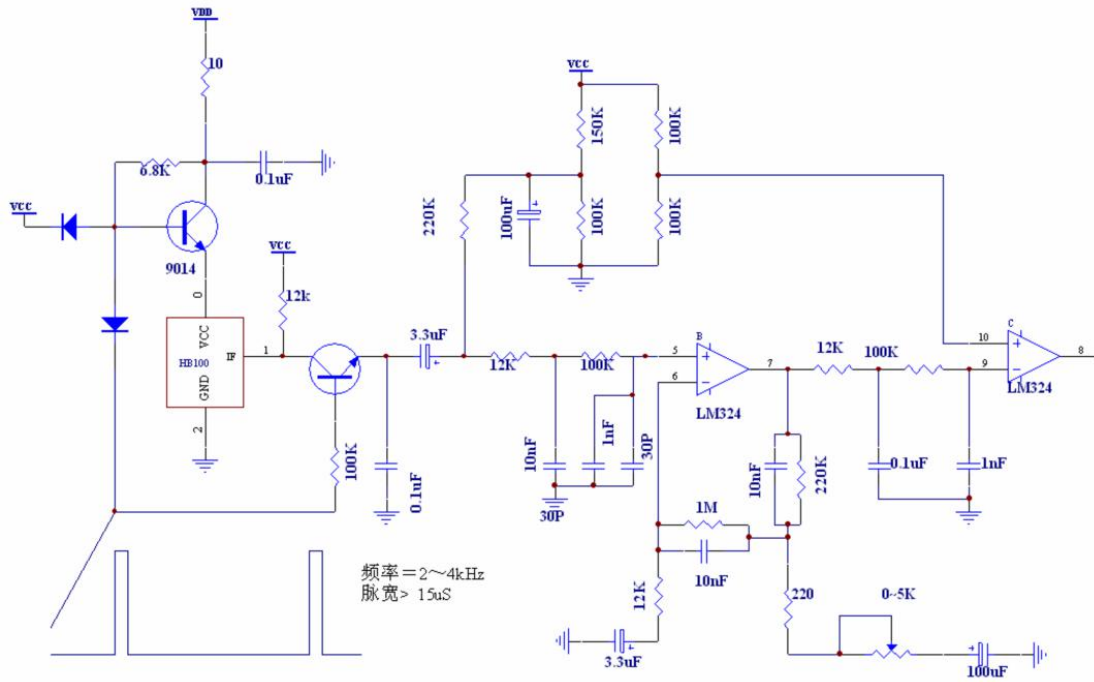 VDD
10
6.8K
0.1uF
VCC
9014
0
VCC
HB100
IF
GND
1
2
VCC
12k
100K
0.1uF
3.3uF
220K
VCC
150K
100K
100uF
100K
100K
12K
100K
10nF
1nF
30P
30P
B
5
6
7
LM324
12K
100K
C
10
9
8
LM324
10nF
220K
0.1uF
1nF
1M
10nF
12K
3.3uF
220
0~5K
100uF
频率＝2～4kHz
脉宽> 15uS